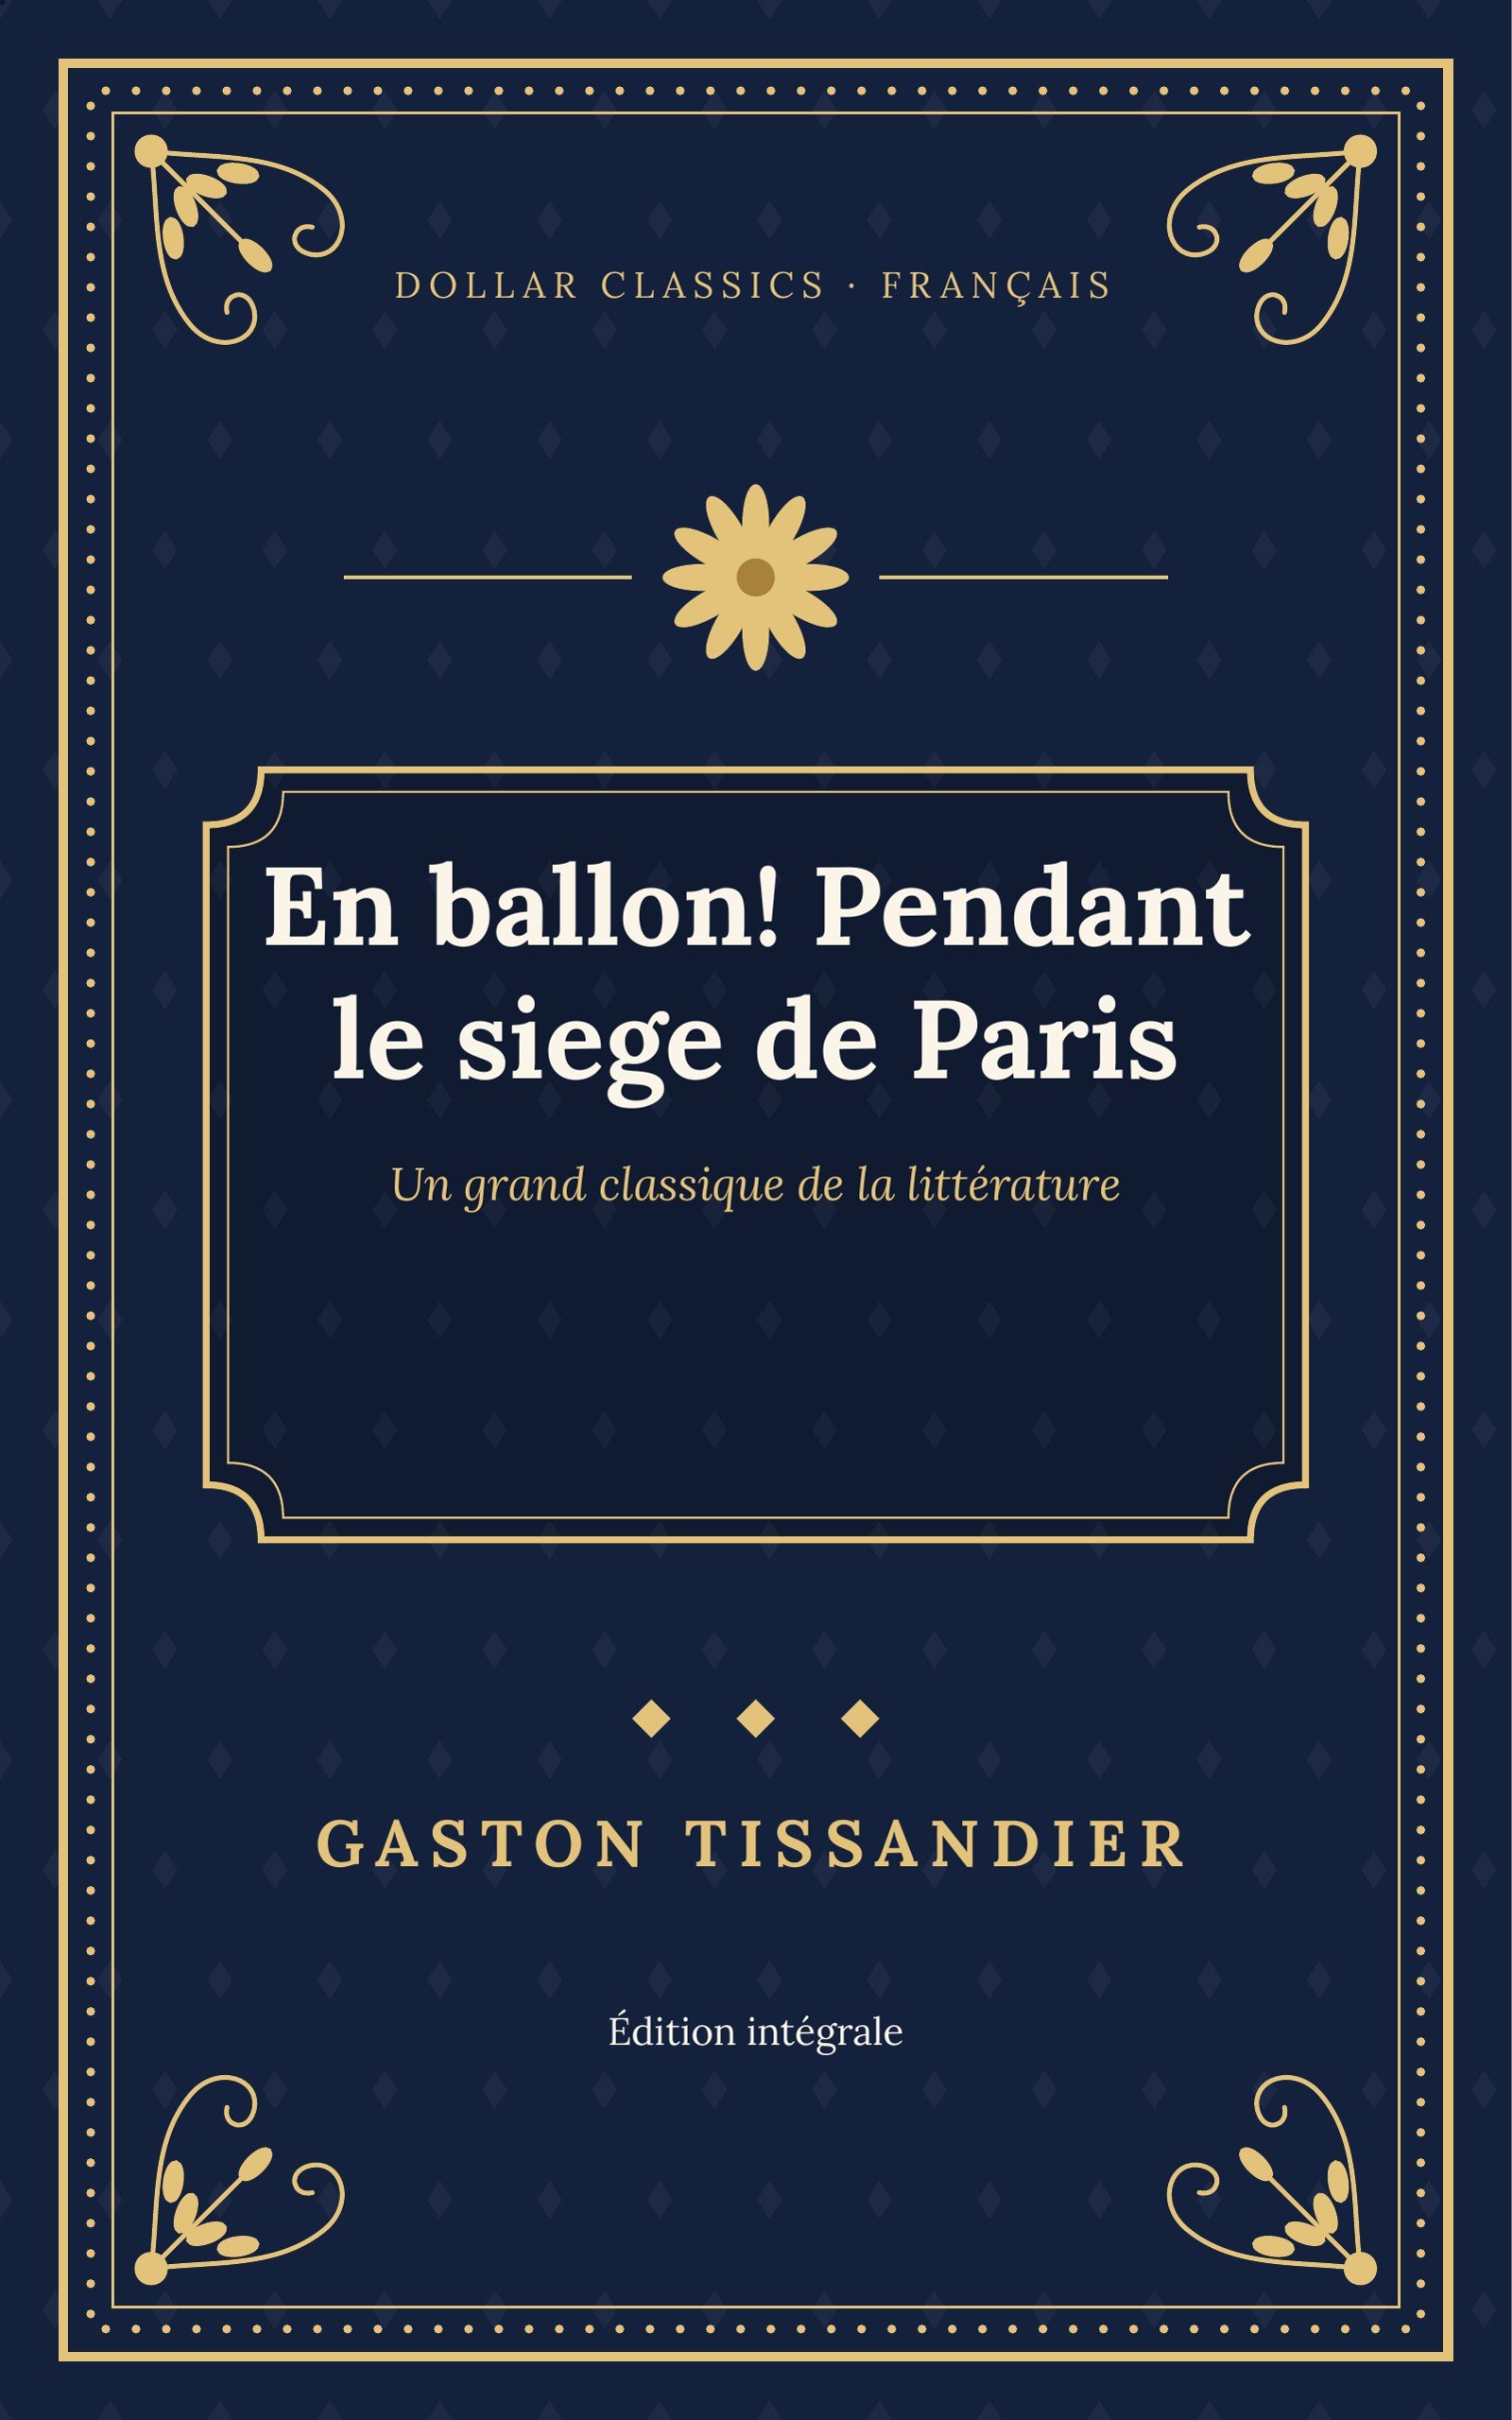 DOLLAR CLASSICS · FRANÇAIS
En ballon! Pendant
le siege de Paris
Un grand classique de la littérature
GASTON TISSANDIER
Édition intégrale